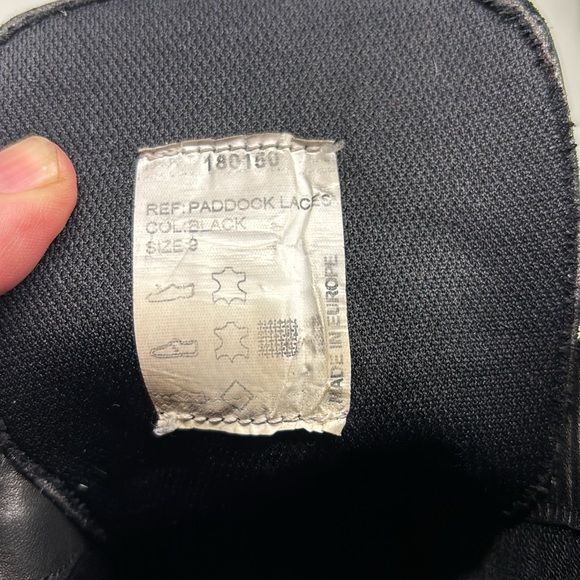 180150
REF: PADDOCK LACES
COL:BLACK
SIZE 9
MADE IN EUROPE